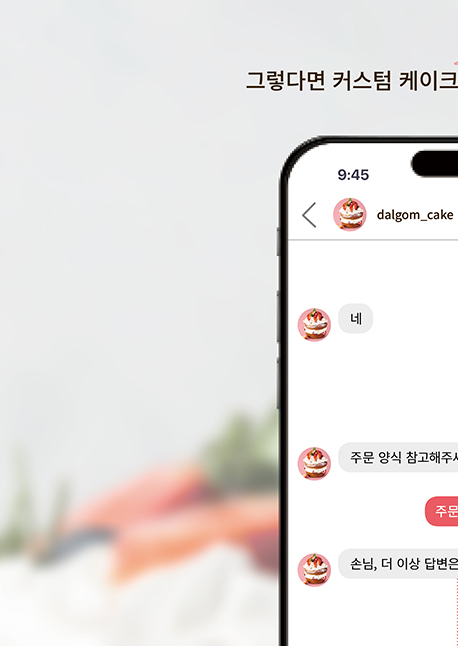 그렇다면 커스텀 케이크
9:45
dalgom_cake
네
주문 양식 참고해주
주문
손님, 더 이상 답변은